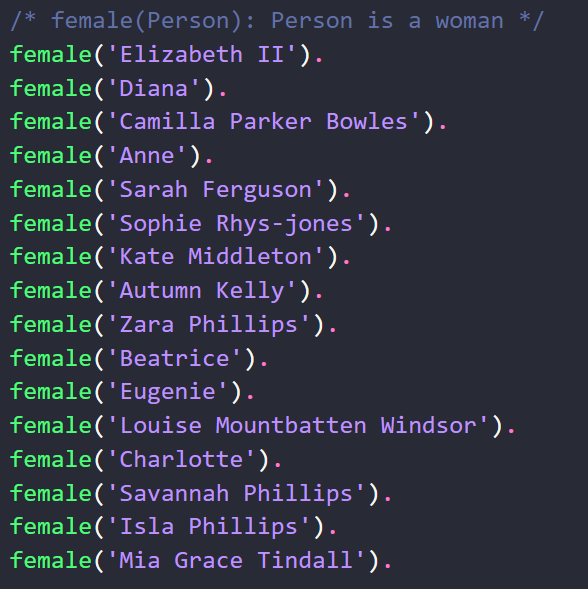 /* female(Person): Person is a woman */
female('Elizabeth II').
female('Diana').
female('Camilla Parker Bowles').
female('Anne').
female('Sarah Ferguson').
female('Sophie Rhys-jones').
female('Kate Middleton').
female('Autumn Kelly').
female('Zara Phillips').
female('Beatrice').
female('Eugenie').
female('Louise Mountbatten Windsor').
female('Charlotte').
female('Savannah Phillips').
female('Isla Phillips').
female('Mia Grace Tindall').